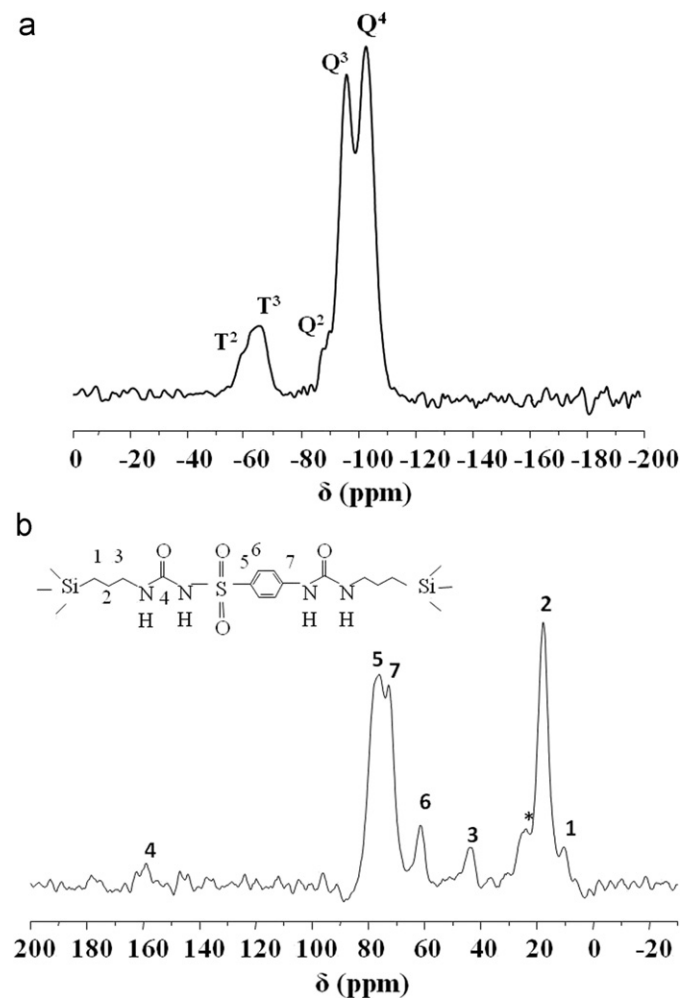 a
Q⁴
Q³
T³
T²
Q²
0 -20 -40 -60 -80 -100 -120 -140 -160 -180 -200
δ (ppm)
b
O O O
1 3 5 6 7
Si 2 N 4 N S N N Si
H H O H H
2
5 7
6
* 
4 3 1
200 180 160 140 120 100 80 60 40 20 0 -20
δ (ppm)